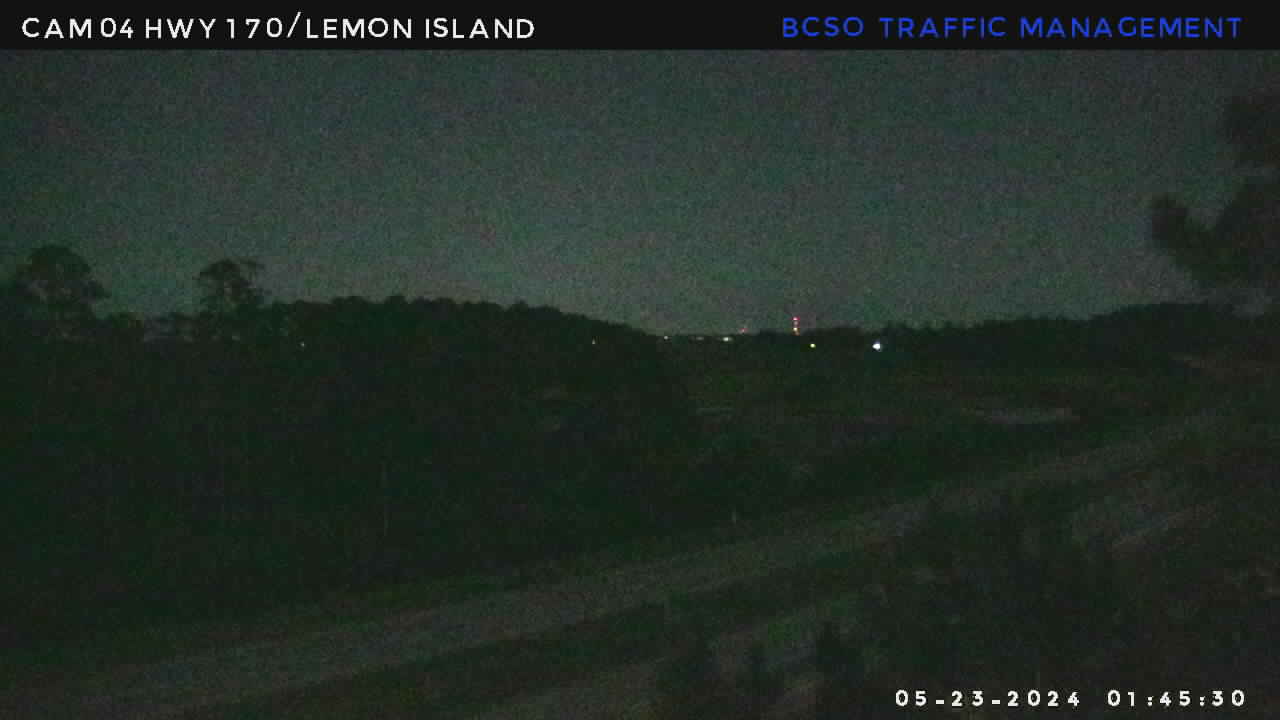 CAM04 HWY 170/LEMON ISLAND
BCSO TRAFFIC MANAGEMENT
05-23-2024 01:45:30